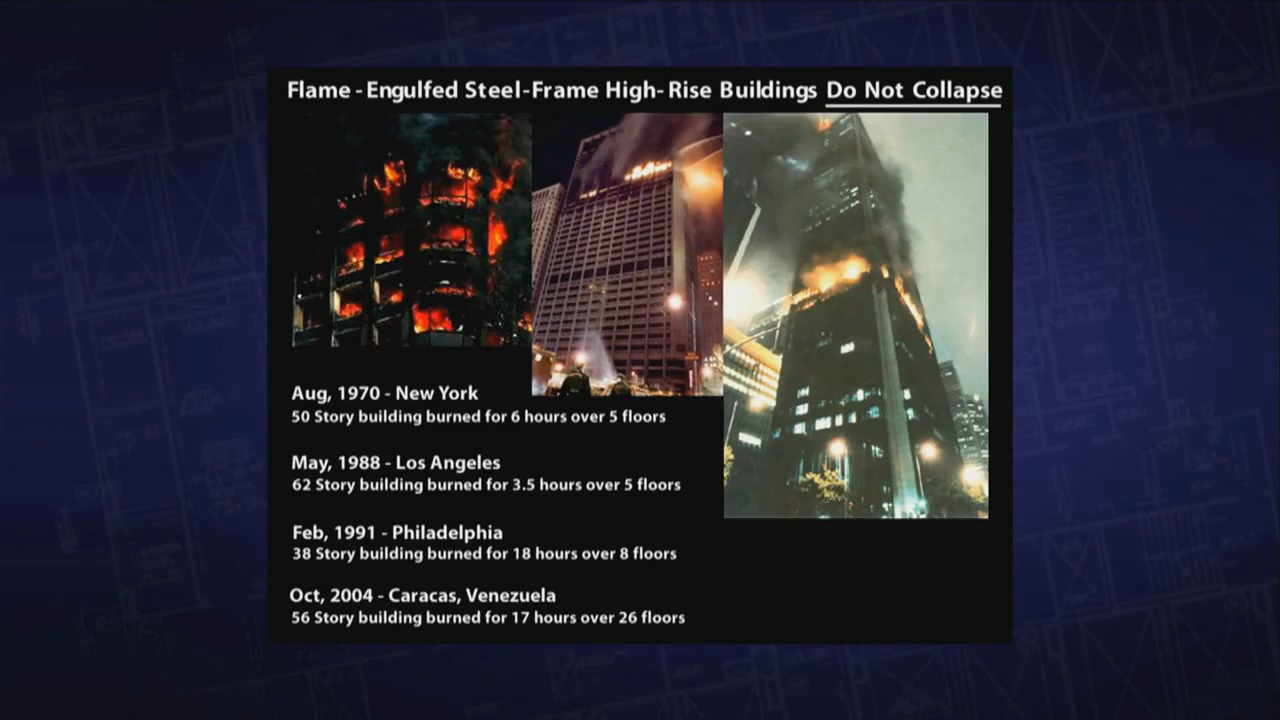 Flame - Engulfed Steel-Frame High- Rise Buildings Do Not Collapse
Aug, 1970 - New York
50 Story building burned for 6 hours over 5 floors
May, 1988 - Los Angeles
62 Story building burned for 3.5 hours over 5 floors
Feb, 1991 - Philadelphia
38 Story building burned for 18 hours over 8 floors
Oct, 2004 - Caracas, Venezuela
56 Story building burned for 17 hours over 26 floors